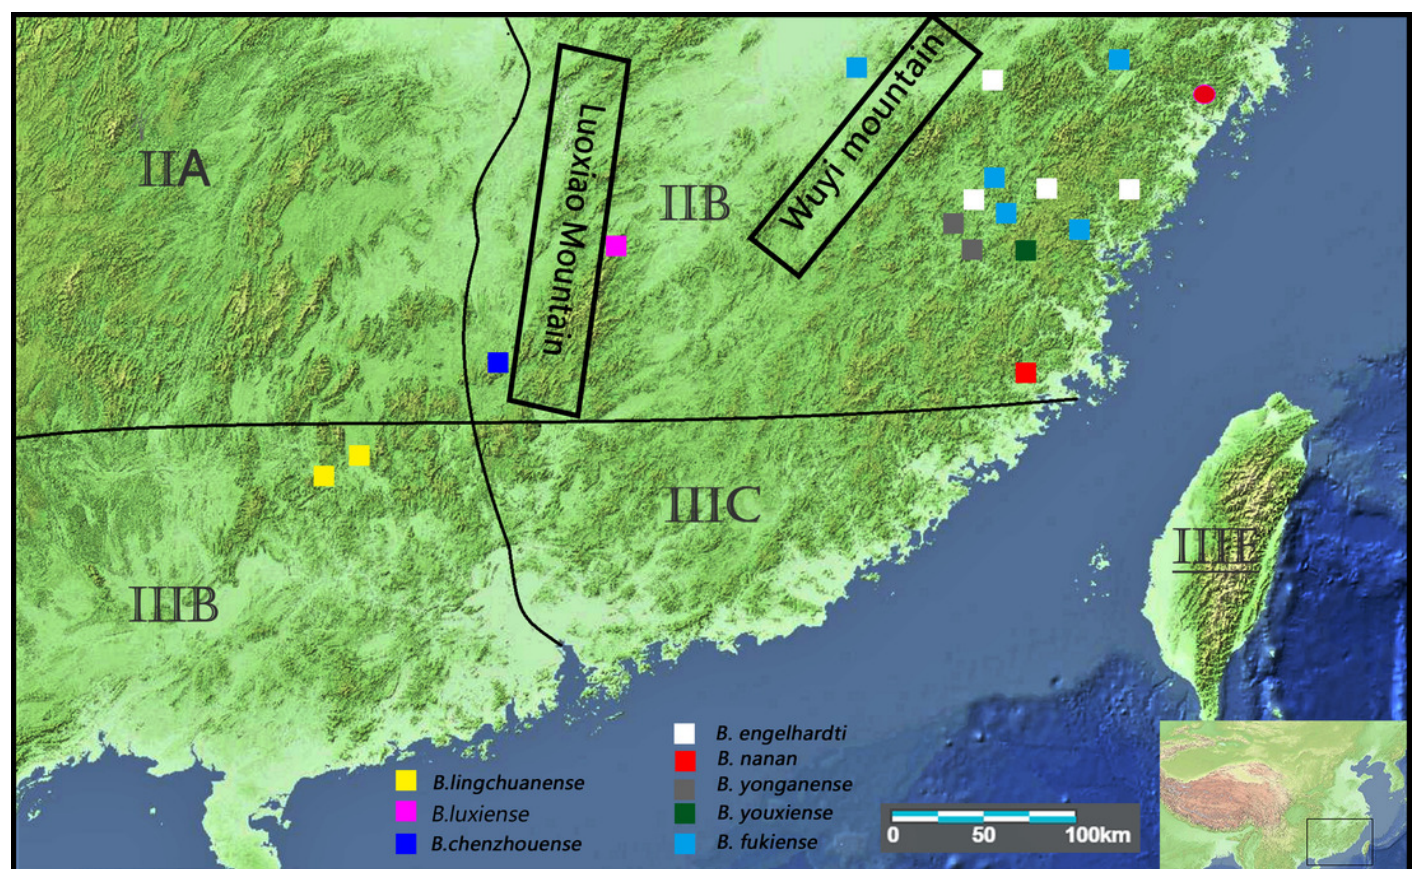 IIA
Luoxiao Mountain
IIB
Wuyi mountain
IIIC
IIIB
IIIE
B.lingchuanense
B.luxiense
B.chenzhouense
B. engelhardti
B. nanan
B. yonganense
B. youxiense
B. fukiense
0 50 100km